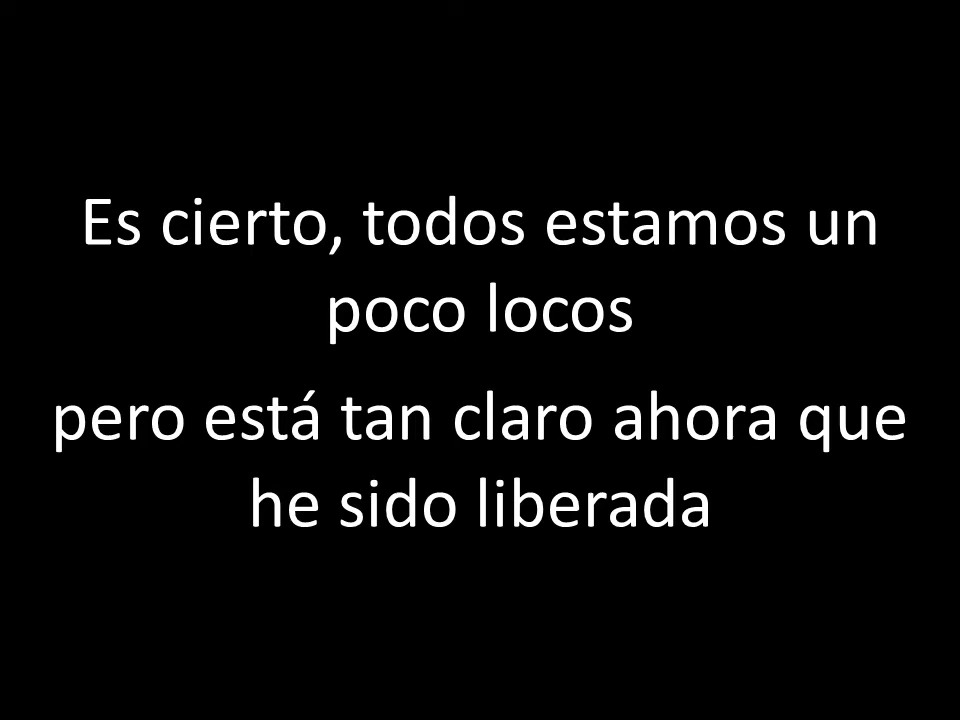 Es cierto, todos estamos un
poco locos
pero está tan claro ahora que
he sido liberada